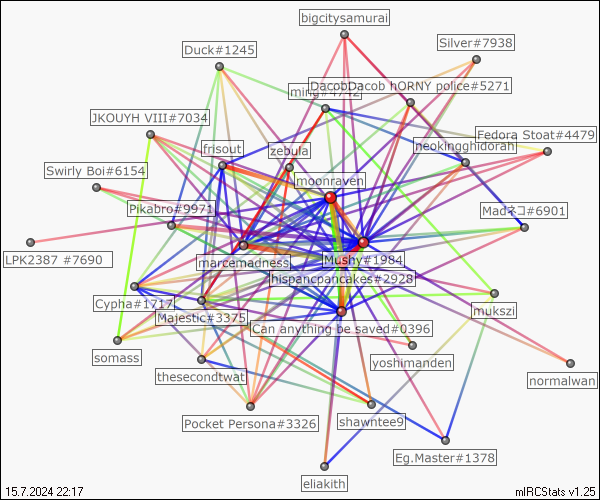 bigcitysamurai
Silver#7938
Duck#1245
DacobDacob hORNY police#5271
JKOUYH VIII#7034
Fedora Stoat#4479
frisout
zebula
neokingghidorah
Swirly Boi#6154
moonraven
Pikabro#9971
Madネコ#6901
LPK2387 #7690
marcemadness
Mushy#1984
hispancpancakes#2928
Cypha#1717
Majestic#3375
mukszi
Can anything be saved#0396
somass
yoshimanden
thesecondtwat
normalwan
Pocket Persona#3326
shawntee9
Eg.Master#1378
eliakith
15.7.2024 22:17
mIRCStats v1.25